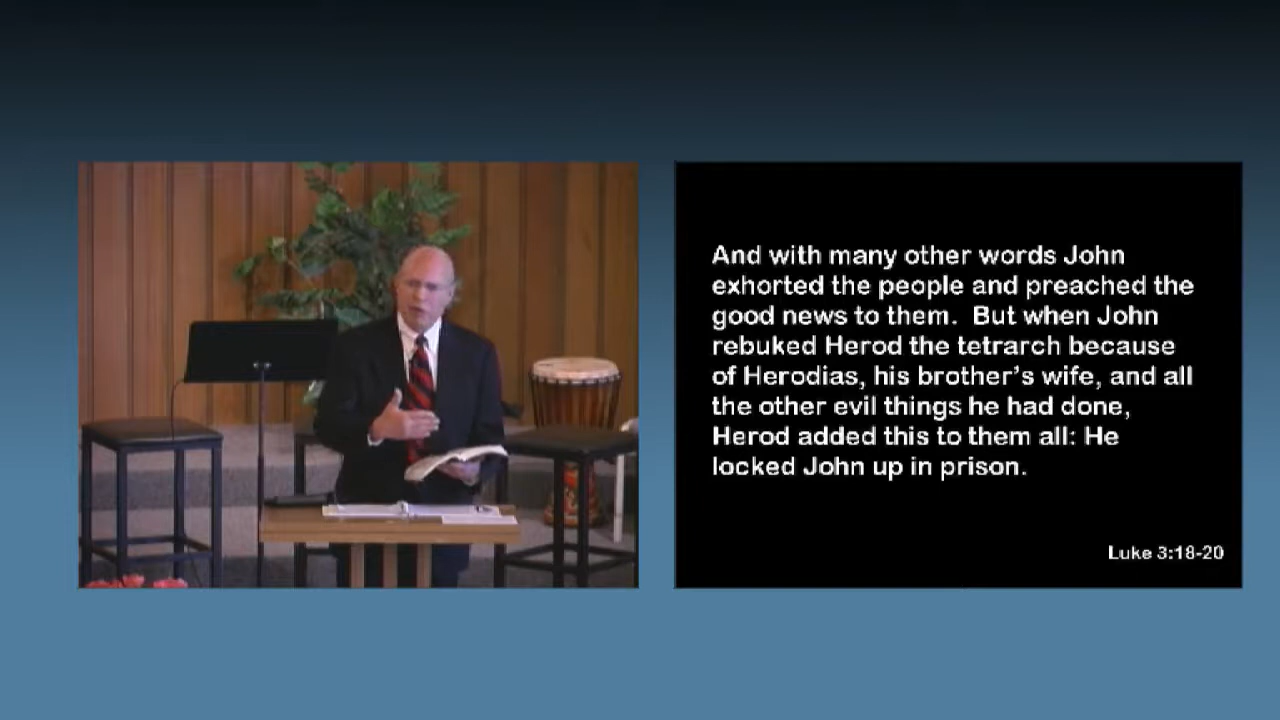 And with many other words John
exhorted the people and preached the
good news to them.  But when John
rebuked Herod the tetrarch because
of Herodias, his brother’s wife, and all
the other evil things he had done,
Herod added this to them all: He
locked John up in prison.
Luke 3:18-20